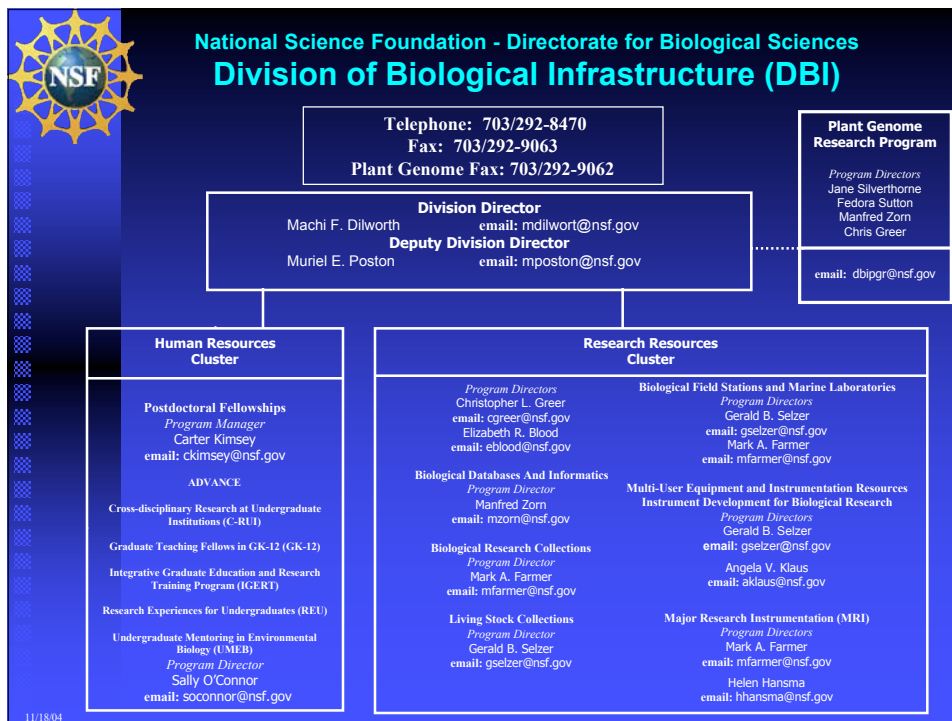 NSF
National Science Foundation - Directorate for Biological Sciences
Division of Biological Infrastructure (DBI)
Telephone: 703/292-8470
Fax: 703/292-9063
Plant Genome Fax: 703/292-9062
Plant Genome
Research Program
Program Directors
Jane Silverthorne
Fedora Sutton
Manfred Zorn
Chris Greer
email: dbipgr@nsf.gov
Division Director
Machi F. Dilworth email: mdilwort@nsf.gov
Deputy Division Director
Muriel E. Poston email: mposton@nsf.gov
Human Resources
Cluster
Postdoctoral Fellowships
Program Manager
Carter Kimsey
email: ckimsey@nsf.gov
ADVANCE
Cross-disciplinary Research at Undergraduate
Institutions (C-RUI)
Graduate Teaching Fellows in GK-12 (GK-12)
Integrative Graduate Education and Research
Training Program (IGERT)
Research Experiences for Undergraduates (REU)
Undergraduate Mentoring in Environmental
Biology (UMEB)
Program Director
Sally O'Connor
email: soconnor@nsf.gov
Research Resources
Cluster
Program Directors
Christopher L. Greer
email: cgreer@nsf.gov
Elizabeth R. Blood
email: eblood@nsf.gov
Biological Databases And Informatics
Program Director
Manfred Zorn
email: mzorn@nsf.gov
Biological Research Collections
Program Director
Mark A. Farmer
email: mfarmer@nsf.gov
Living Stock Collections
Program Director
Gerald B. Selzer
email: gselzer@nsf.gov
Biological Field Stations and Marine Laboratories
Program Directors
Gerald B. Selzer
email: gselzer@nsf.gov
Mark A. Farmer
email: mfarmer@nsf.gov
Multi-User Equipment and Instrumentation Resources
Instrument Development for Biological Research
Program Directors
Gerald B. Selzer
email: gselzer@nsf.gov
Angela V. Klaus
email: aklaus@nsf.gov
Major Research Instrumentation (MRI)
Program Directors
Mark A. Farmer
email: mfarmer@nsf.gov
Helen Hansma
email: hhansma@nsf.gov
11/18/04